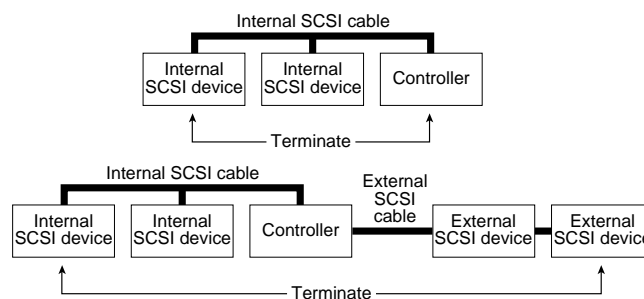 Internal SCSI cable
Internal
SCSI device
Internal
SCSI device
Controller
Terminate
Internal SCSI cable
External
SCSI
cable
Internal
SCSI device
Internal
SCSI device
Controller
External
SCSI device
External
SCSI device
Terminate